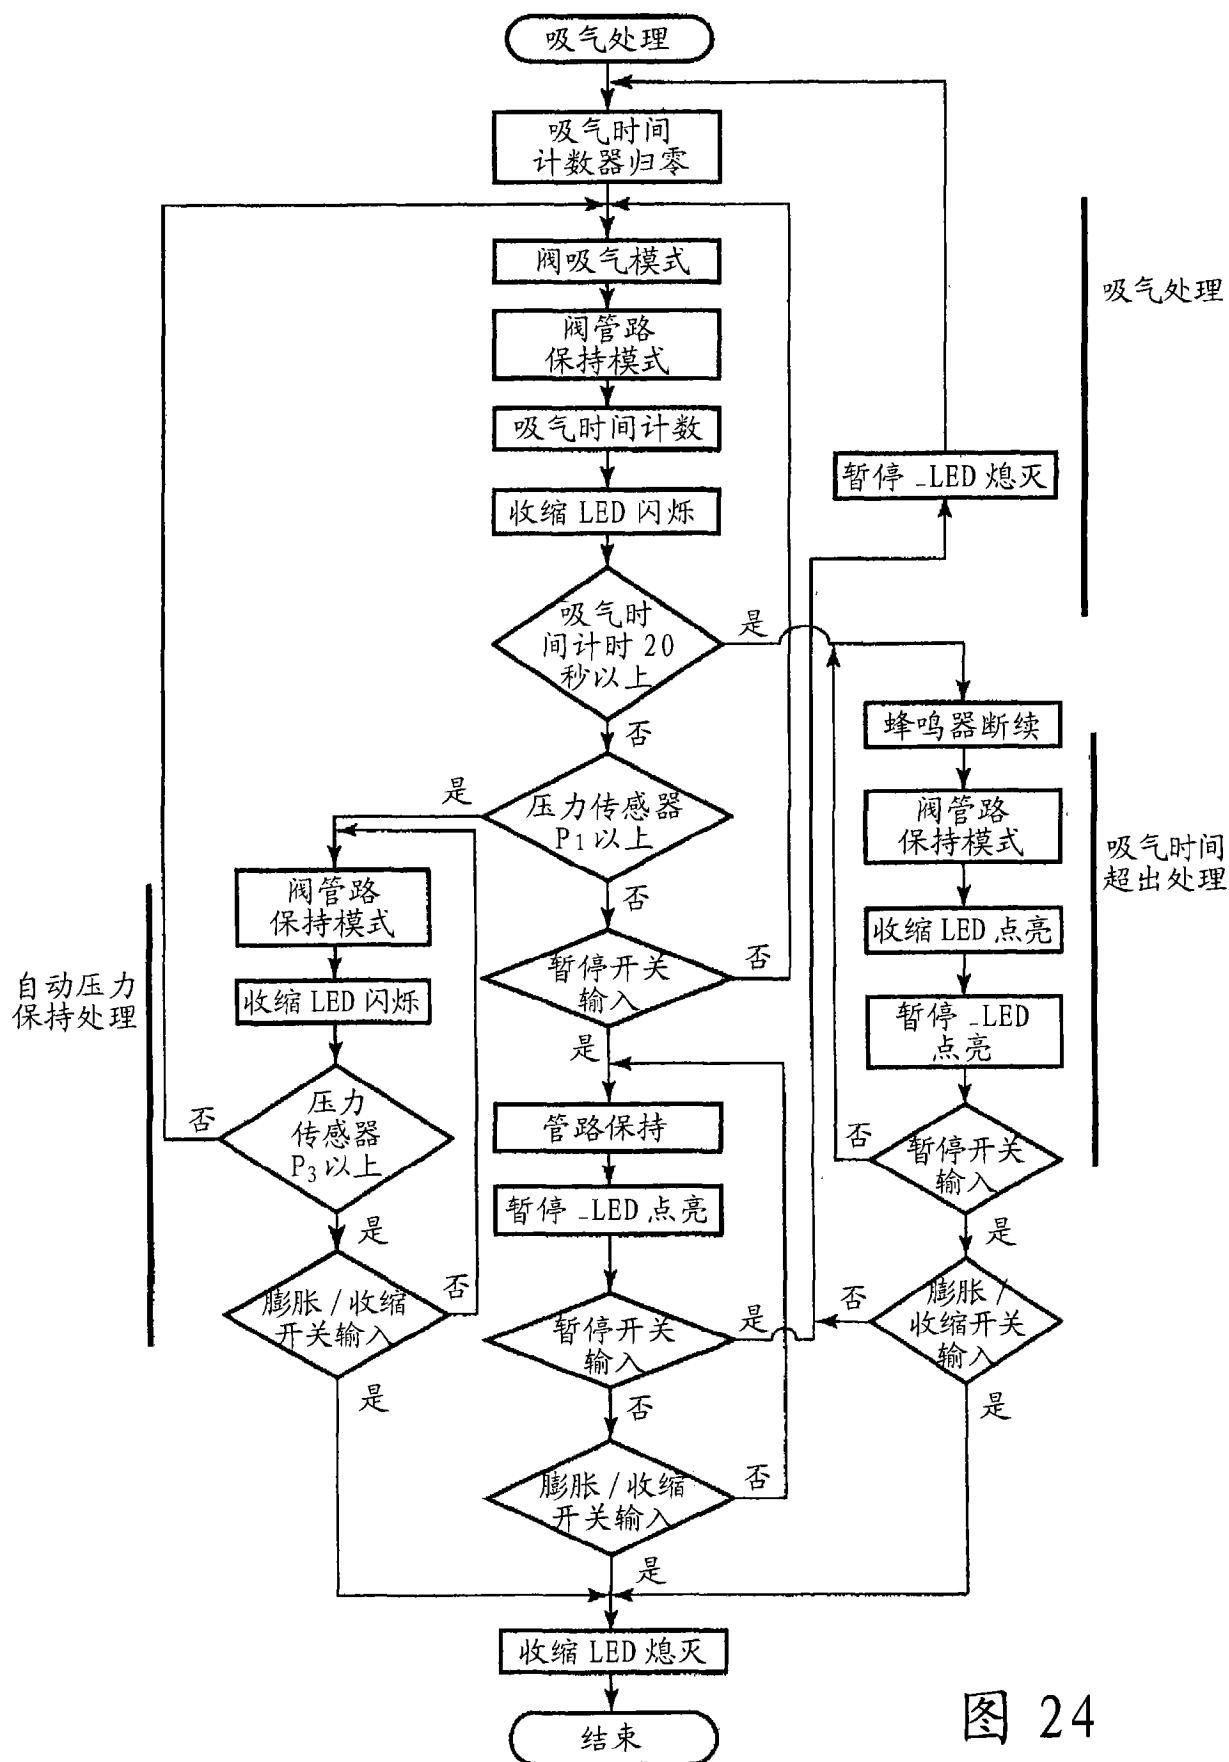 吸气处理
吸气时间
计数器归零
阀吸气模式
阀管路
保持模式
吸气时间计数
收缩 LED 闪烁
吸气时
间计时 20
秒以上
是
否
压力传感器
P1 以上
是
否
暂停开关
输入
否
是
管路保持
暂停 _LED 点亮
暂停开关
输入
是
否
膨胀 / 收缩
开关输入
否
是
收缩 LED 熄灭
结束
阀管路
保持模式
收缩 LED 闪烁
压力
传感器
P3 以上
否
是
膨胀 / 收缩
开关输入
否
是
自动压力
保持处理
暂停 _LED 熄灭
吸气处理
蜂鸣器断续
阀管路
保持模式
收缩 LED 点亮
暂停 _LED
点亮
暂停开关
输入
否
是
膨胀 /
收缩开关
输入
否
是
吸气时间
超出处理
图 24